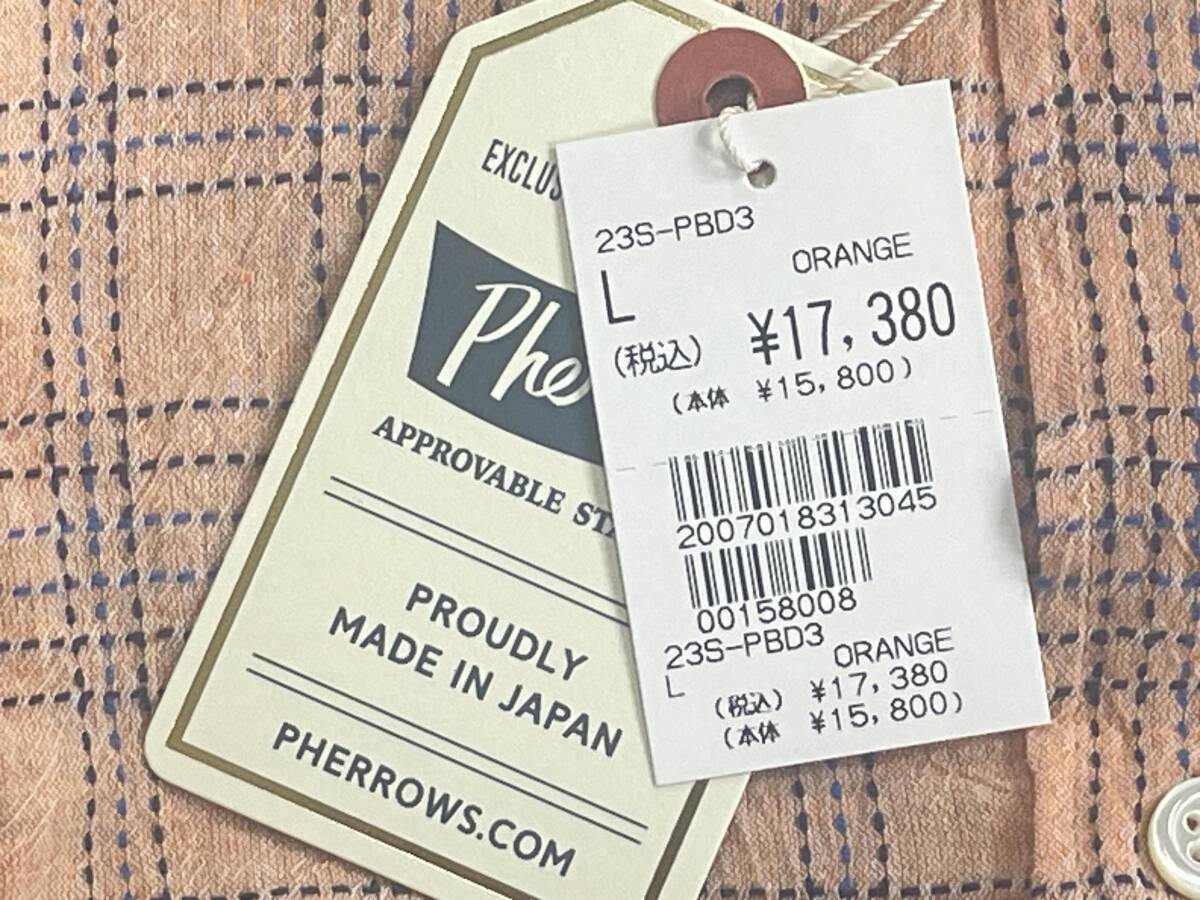 EXCLUS
Phe
APPROVABLE STA
PROUDLY
MADE IN JAPAN
PHERROWS.COM
23S-PBD3
ORANGE
L
(税込) ¥17,380
(本体 ¥15,800)
2007018313045
00158008
23S-PBD3
ORANGE
L
(税込) ¥17,380
(本体 ¥15,800)